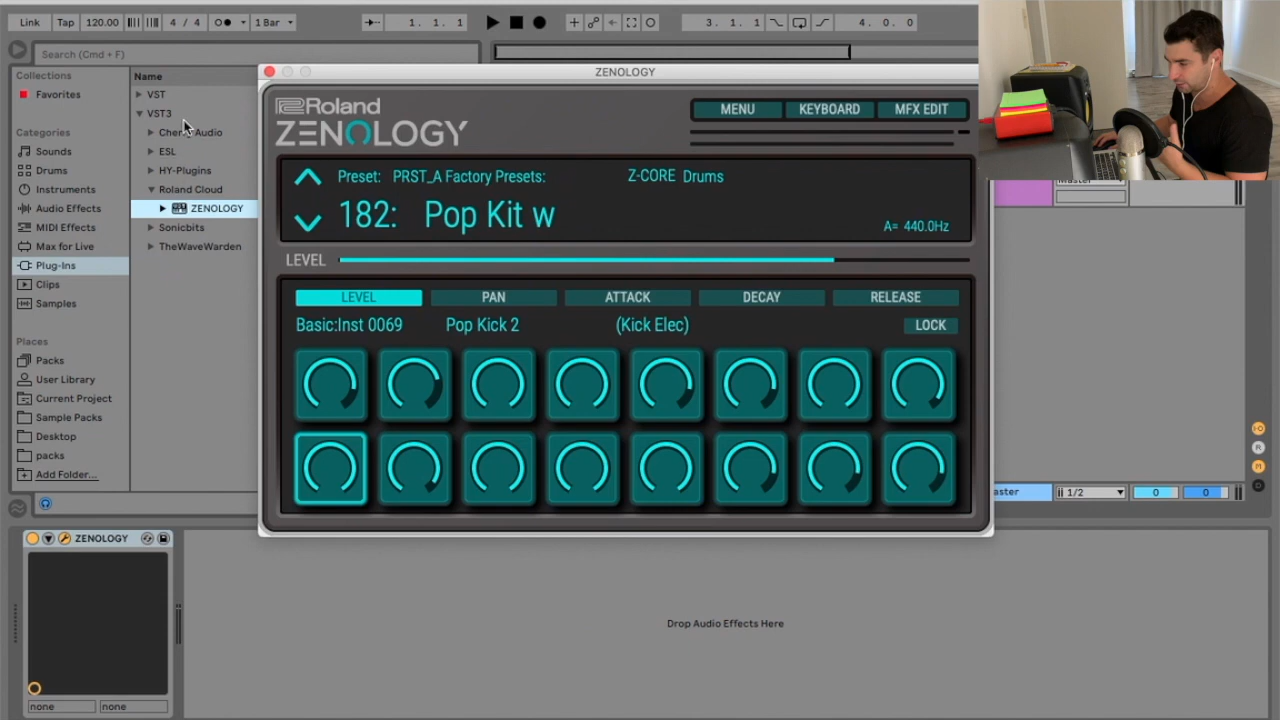 Link Tap 120.00 4 / 4 1 Bar 1. 1. 1 3. 1. 1 4. 0. 0
Search (Cmd + F)
Collections
Favorites
Categories
Sounds
Drums
Instruments
Audio Effects
MIDI Effects
Max for Live
Plug-Ins
Clips
Samples
Places
Packs
User Library
Current Project
Sample Packs
Desktop
packs
Add Folder...
Name
VST
VST3
ESL
HY-Plugins
Roland Cloud
ZENOLOGY
Sonicbits
TheWaveWarden
ZENOLOGY
Roland
ZENOLOGY
MENU KEYBOARD MFX EDIT
Preset: PRST_A Factory Presets: Z-CORE Drums
182: Pop Kit w
A= 440.0Hz
LEVEL
LEVEL PAN ATTACK DECAY RELEASE
Basic:Inst 0069 Pop Kick 2 (Kick Elec)
LOCK
1/2 0 0
ZENOLOGY
none none
Drop Audio Effects Here